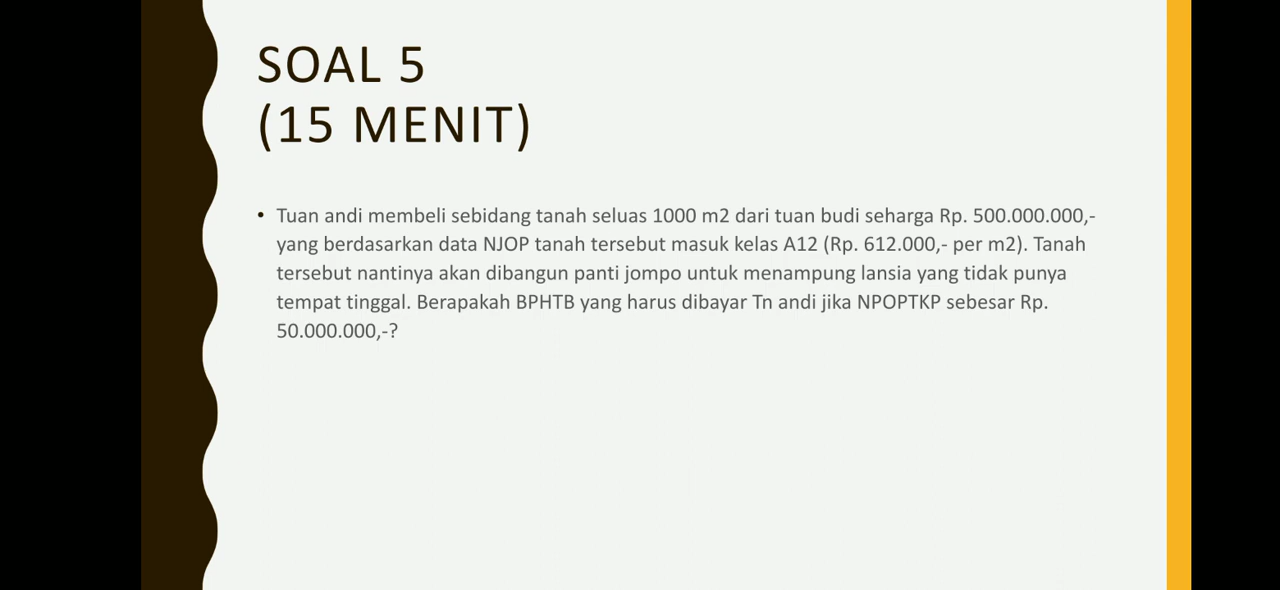 SOAL 5
(15 MENIT)
• Tuan andi membeli sebidang tanah seluas 1000 m2 dari tuan budi seharga Rp. 500.000.000,-
yang berdasarkan data NJOP tanah tersebut masuk kelas A12 (Rp. 612.000,- per m2). Tanah
tersebut nantinya akan dibangun panti jompo untuk menampung lansia yang tidak punya
tempat tinggal. Berapakah BPHTB yang harus dibayar Tn andi jika NPOPTKP sebesar Rp.
50.000.000,-?